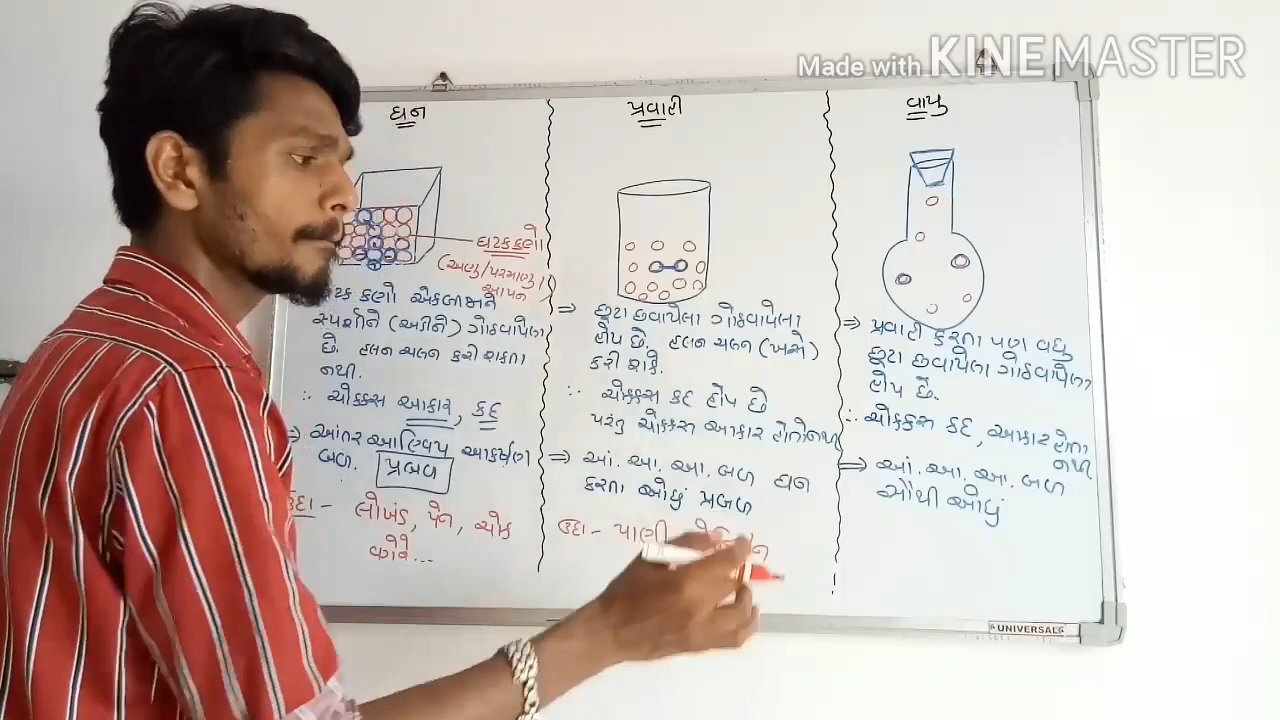 Made with KINEMASTER
ઘન
ઘટક કણો
(અણુ/પરમાણુ/
આયન)
ઘટક કણો એકબીજાને
સ્પર્શીને (અડીને) ગોઠવાયેલા
છે. હલન ચલન કરી શકતા
નથી.
∴ ચોક્કસ આકાર, કદ
⇒ આંતર આણ્વિય આકર્ષણ
બળ. પ્રબળ
ઉદા - લોખંડ, પેન, ચોક
વગેરે...
પ્રવાહી
⇒ છૂટા છવાયેલા ગોઠવાયેલા
હોય છે. હલન ચલન (ખસે)
કરી શકે.
∴ ચોક્કસ કદ હોય છે
પરંતુ ચોક્કસ આકાર હોતો નથી
⇒ આં. આ. આ. બળ ઘન
કરતા ઓછું પ્રબળ
ઉદા - પાણી
વાયુ
⇒ પ્રવાહી કરતા પણ વધુ
છૂટા છવાયેલા ગોઠવાયેલા
હોય છે.
∴ ચોક્કસ કદ, આકાર હોતા
નથી
⇒ આં. આ. આ. બળ
સૌથી ઓછું
UNIVERSAL